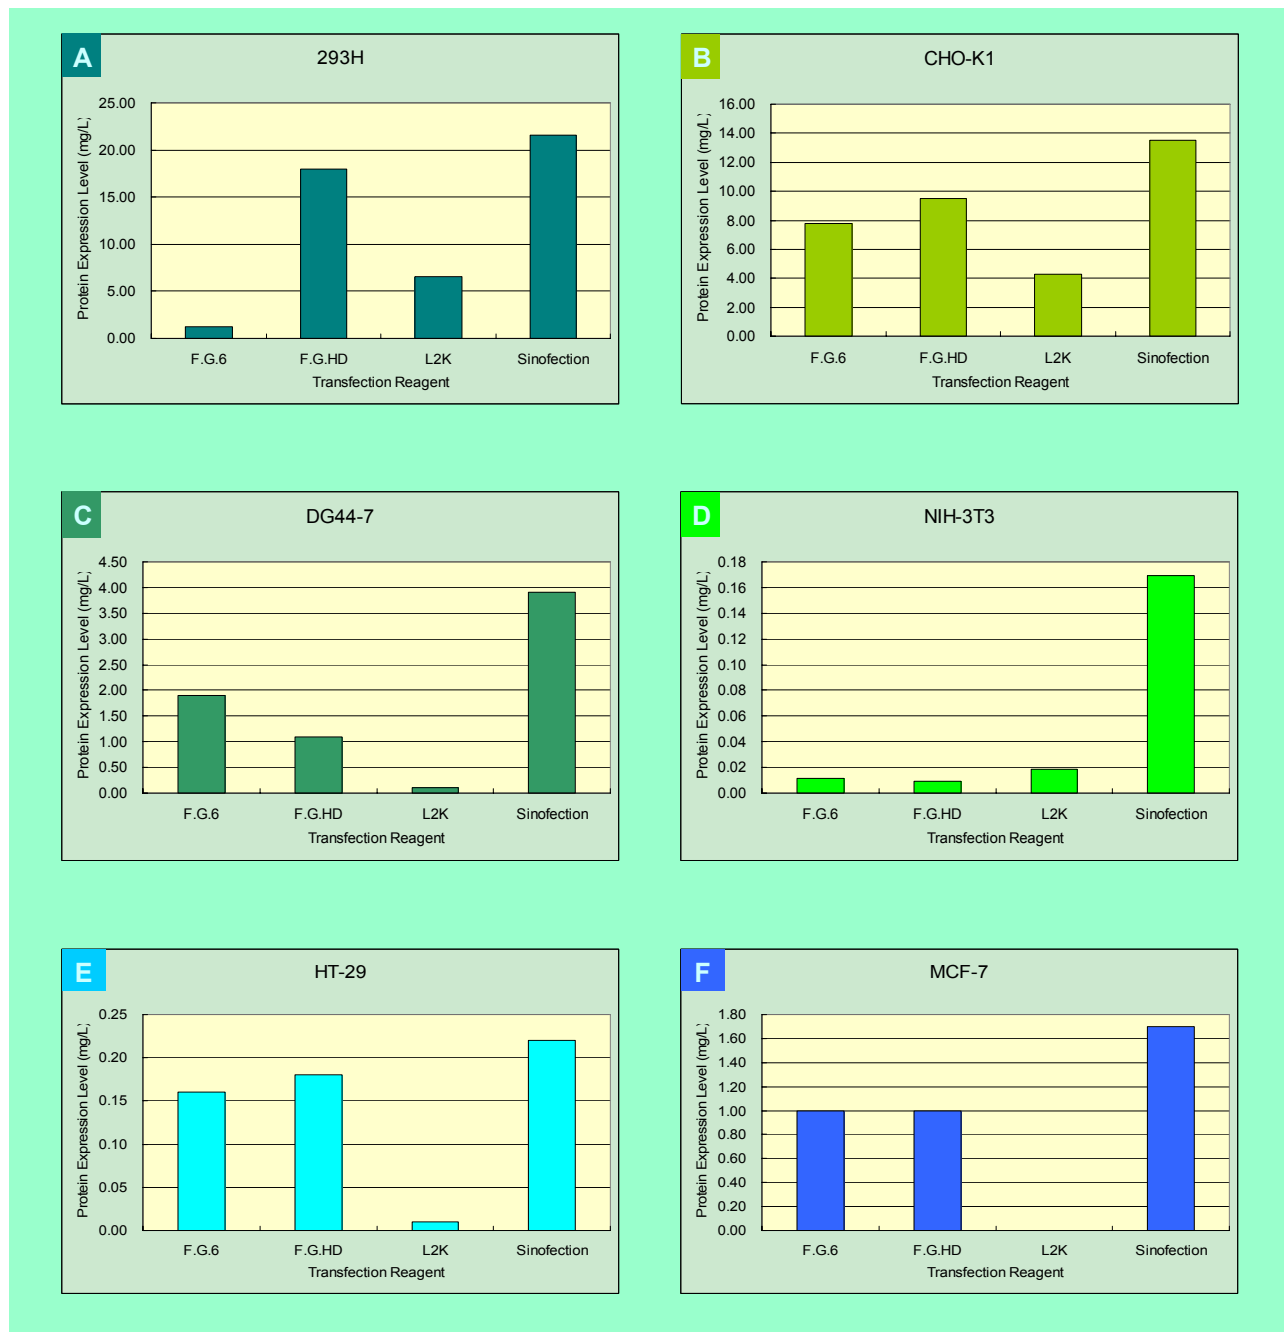 A
293H
Protein Expression Level (mg/L)
25.00
20.00
15.00
10.00
5.00
0.00
F.G.6 F.G.HD L2K Sinofection
Transfection Reagent
B
CHO-K1
Protein Expression Level (mg/L)
16.00
14.00
12.00
10.00
8.00
6.00
4.00
2.00
0.00
F.G.6 F.G.HD L2K Sinofection
Transfection Reagent
C
DG44-7
Protein Expression Level (mg/L)
4.50
4.00
3.50
3.00
2.50
2.00
1.50
1.00
0.50
0.00
F.G.6 F.G.HD L2K Sinofection
Transfection Reagent
D
NIH-3T3
Protein Expression Level (mg/L)
0.18
0.16
0.14
0.12
0.10
0.08
0.06
0.04
0.02
0.00
F.G.6 F.G.HD L2K Sinofection
Transfection Reagent
E
HT-29
Protein Expression Level (mg/L)
0.25
0.20
0.15
0.10
0.05
0.00
F.G.6 F.G.HD L2K Sinofection
Transfection Reagent
F
MCF-7
Protein Expression Level (mg/L)
1.80
1.60
1.40
1.20
1.00
0.80
0.60
0.40
0.20
0.00
F.G.6 F.G.HD L2K Sinofection
Transfection Reagent